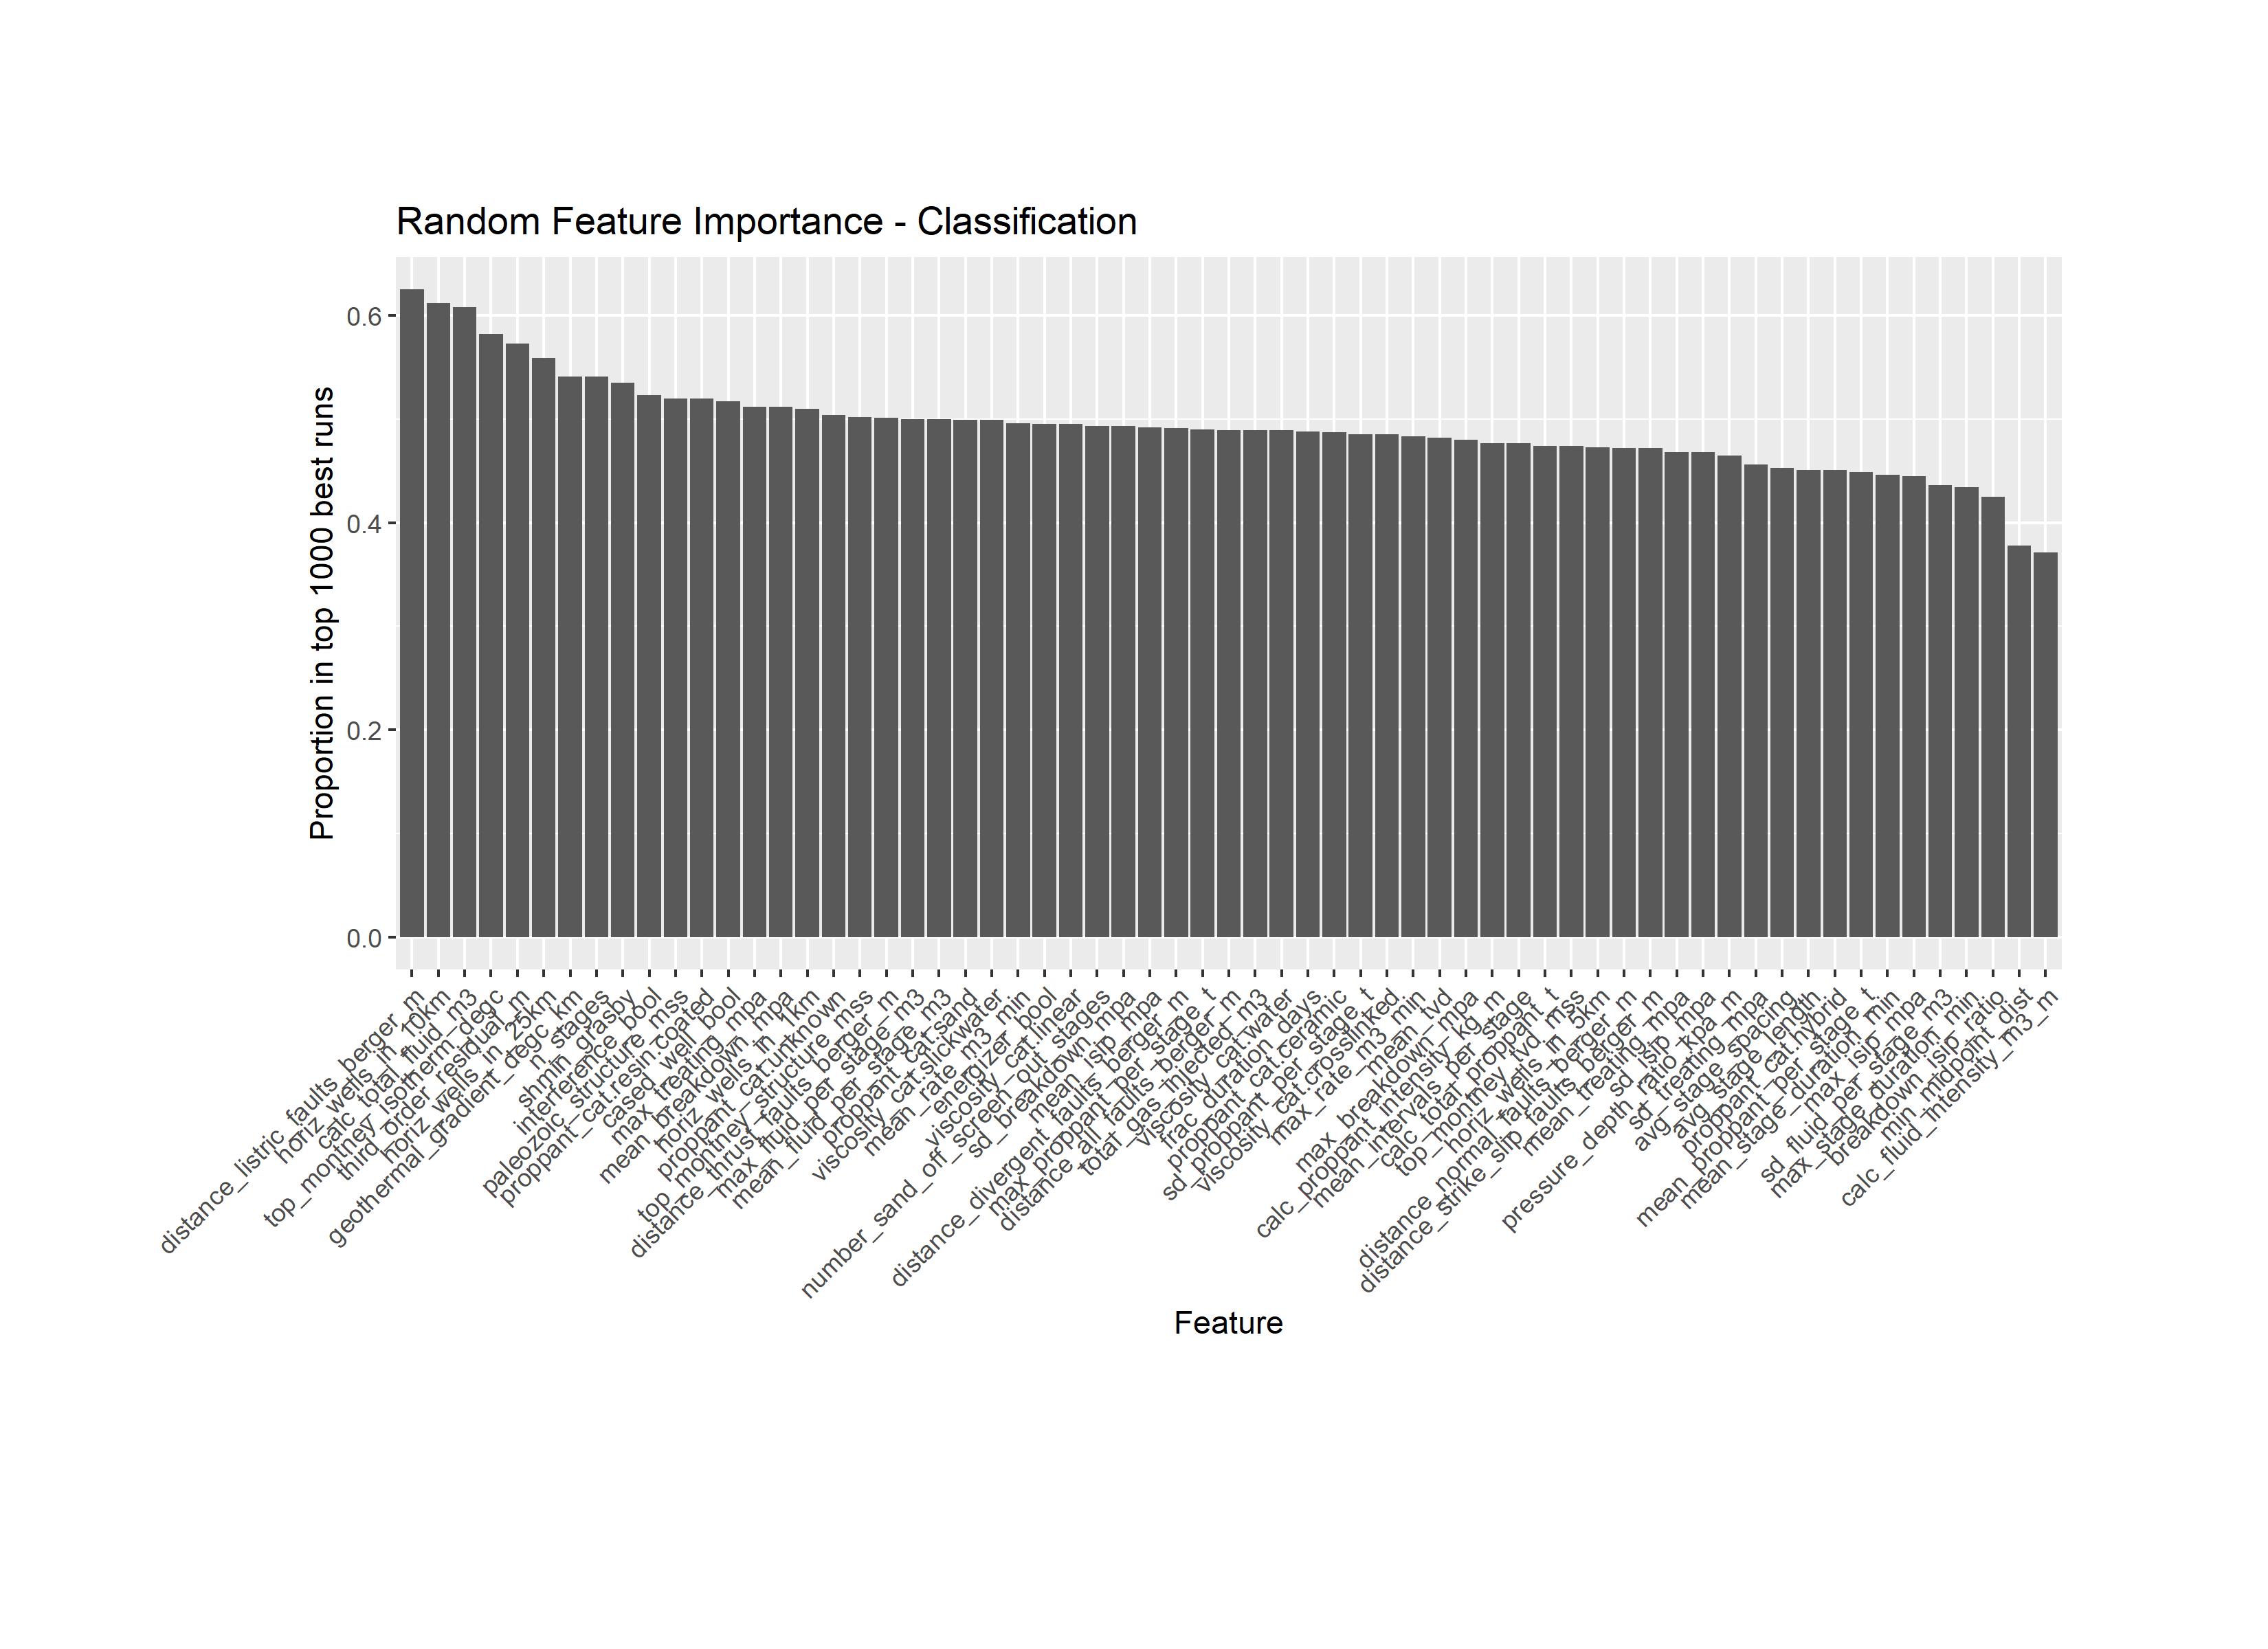 Random Feature Importance - Classification
Proportion in top 1000 best runs
0.6
0.4
0.2
0.0
distance_listric_faults_berger_m
horiz_wells_in_10km
calc_total_fluid_m3
top_montney_isotherm_degc
third_order_residual_m
horiz_wells_in_25km
geothermal_gradient_degc_km
n_stages
shmin_grasby
interference_bool
paleozoic_structure_mss
proppant_cat.resin.coated
cased_well_bool
max_treating_mpa
mean_breakdown_mpa
horiz_wells_in_1km
proppant_cat.unknown
top_montney_structure_mss
distance_thrust_faults_berger_m
max_fluid_per_stage_m3
mean_fluid_per_stage_m3
proppant_cat.sand
viscosity_cat.slickwater
mean_rate_m3_min
energizer_bool
viscosity_cat.linear
number_sand_off_screen_out_stages
sd_breakdown_mpa
mean_isip_mpa
distance_divergent_faults_berger_m
max_proppant_per_stage_t
distance_all_faults_berger_m
total_gas_injected_m3
viscosity_cat.water
frac_duration_days
proppant_cat.ceramic
sd_proppant_per_stage_t
viscosity_cat.crosslinked
max_rate_m3_min
mean_tvd
max_breakdown_mpa
calc_proppant_intensity_kg_m
mean_intervals_per_stage
calc_total_proppant_t
top_montney_tvd_mss
horiz_wells_in_5km
distance_normal_faults_berger_m
distance_strike_slip_faults_berger_m
mean_treating_mpa
sd_isip_mpa
pressure_depth_ratio_kpa_m
sd_treating_mpa
avg_stage_spacing
avg_stage_length
proppant_cat.hybrid
mean_proppant_per_stage_t
mean_stage_duration_min
max_isip_mpa
sd_fluid_per_stage_m3
max_stage_duration_min
breakdown_isip_ratio
min_midpoint_dist
calc_fluid_intensity_m3_m
Feature